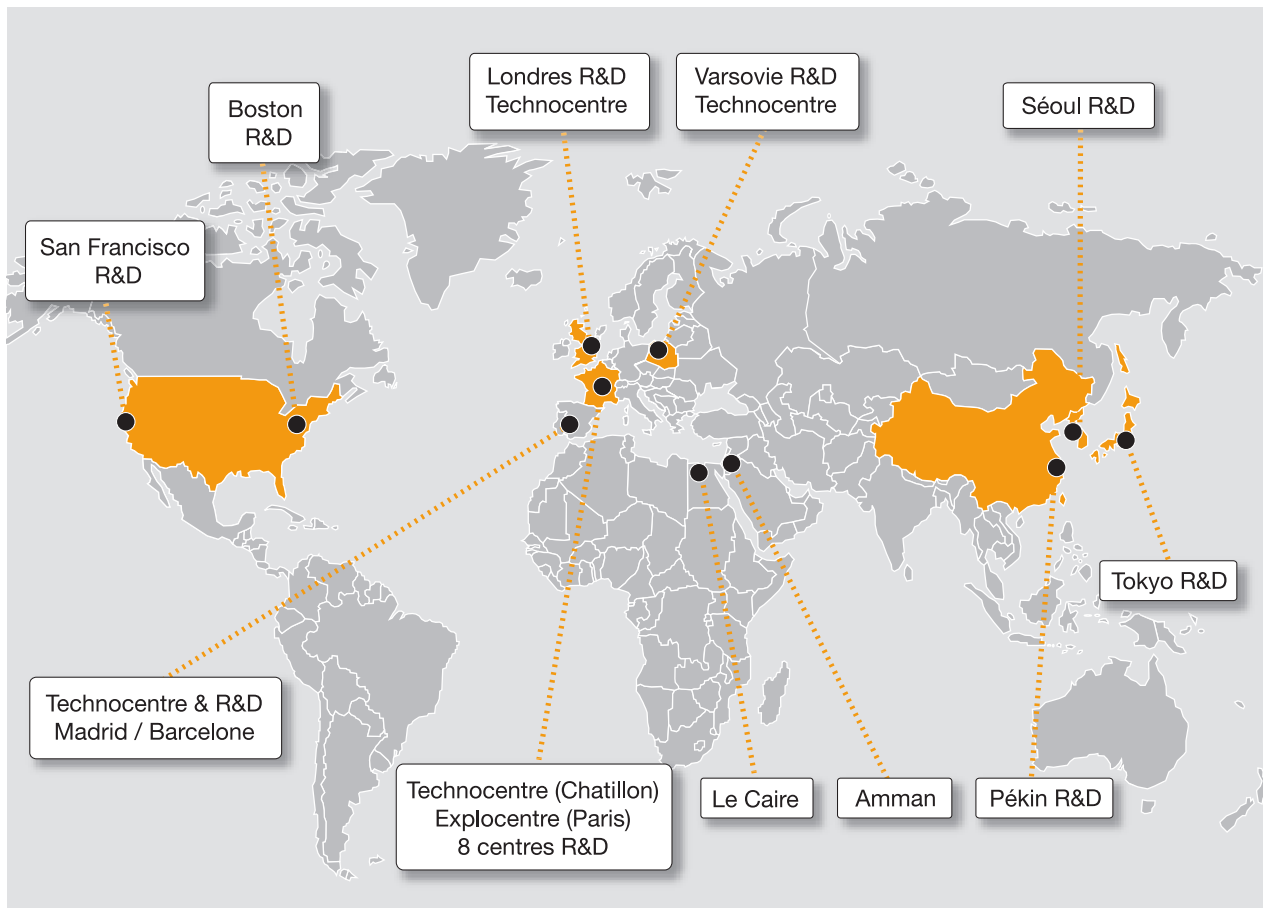 Londres R&D
Technocentre
Varsovie R&D
Technocentre
Boston
R&D
Séoul R&D
San Francisco
R&D
Tokyo R&D
Technocentre & R&D
Madrid / Barcelone
Technocentre (Chatillon)
Explocentre (Paris)
8 centres R&D
Le Caire
Amman
Pékin R&D